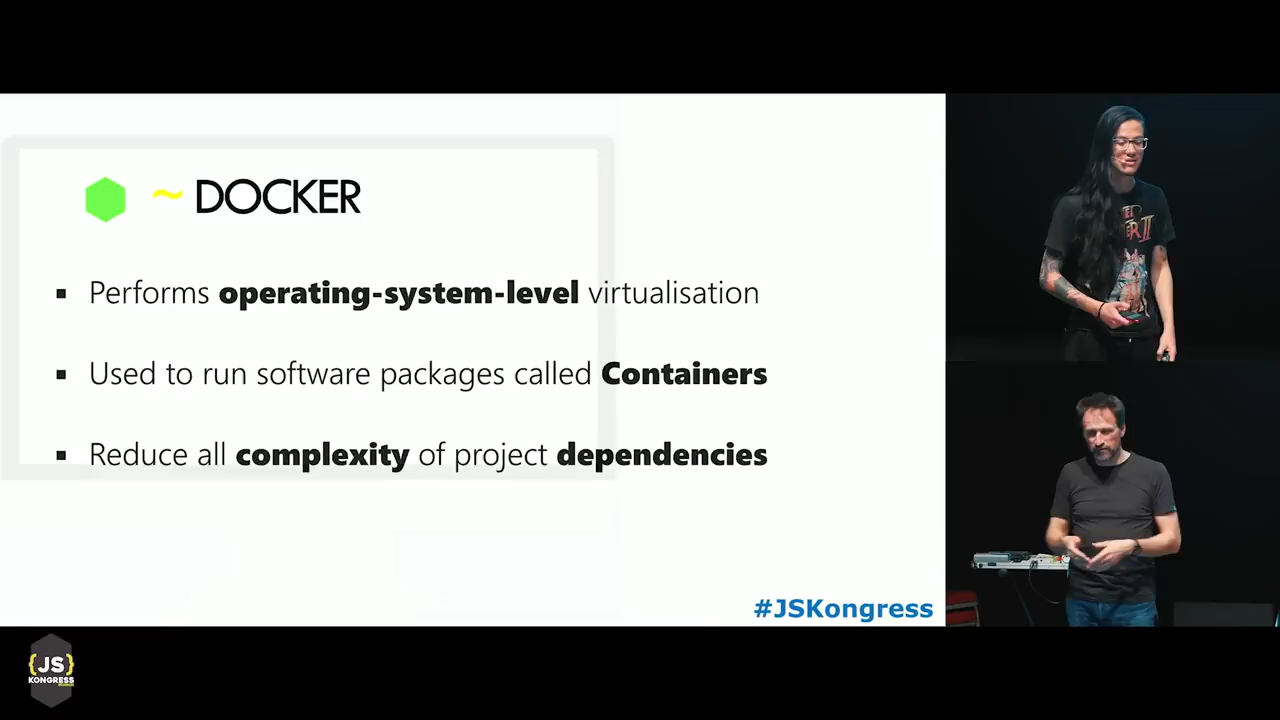 ~ DOCKER
▪ Performs operating-system-level virtualisation
▪ Used to run software packages called Containers
▪ Reduce all complexity of project dependencies
#JSKongress
{JS}
KONGRESS